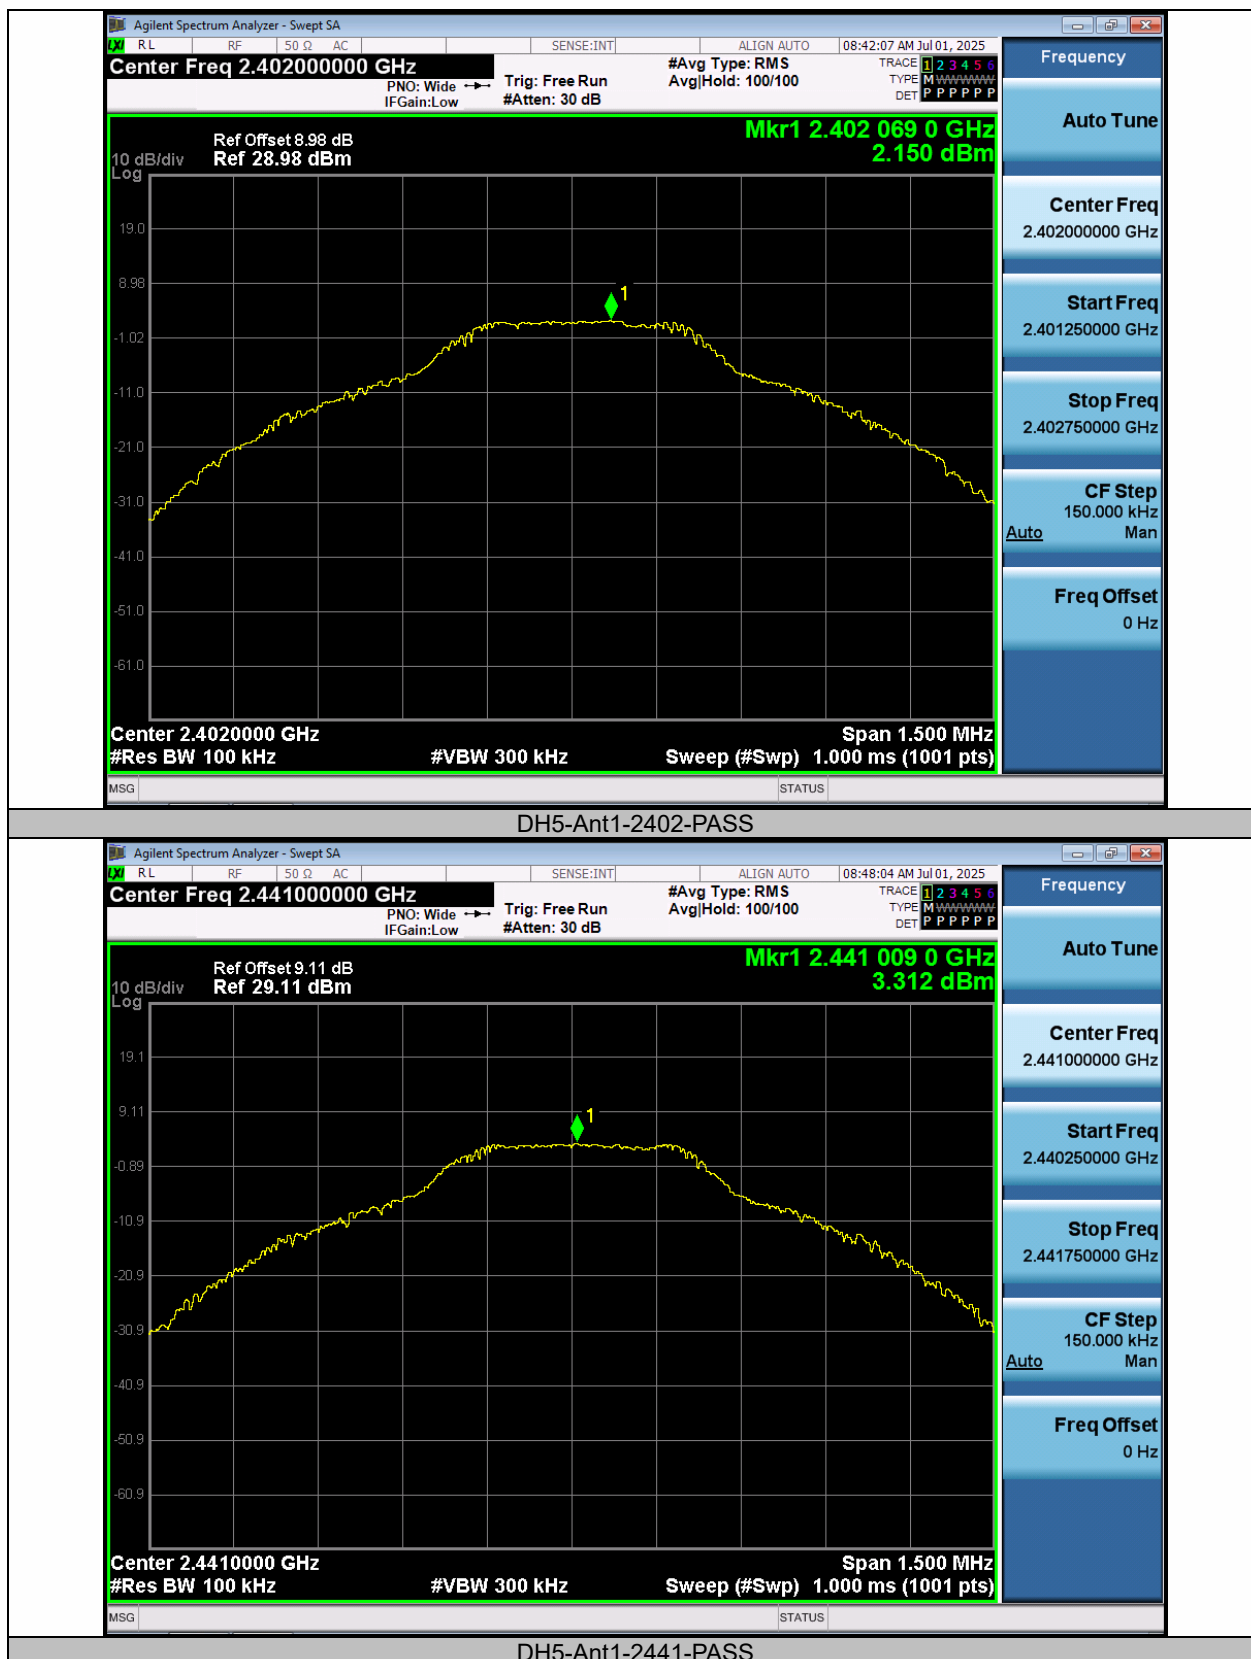 Agilent Spectrum Analyzer - Swept SA
LXI RL RF 50 Ω AC SENSE:INT ALIGN AUTO 08:42:07 AM Jul 01, 2025
Center Freq 2.402000000 GHz
PNO: Wide
IFGain:Low
Trig: Free Run
#Atten: 30 dB
#Avg Type: RMS
Avg|Hold: 100/100
TRACE 1 2 3 4 5 6
TYPE M W W W W W
DET P P P P P P
Ref Offset 8.98 dB
10 dB/div Ref 28.98 dBm
Log
Mkr1 2.402 069 0 GHz
2.150 dBm
19.0
8.98
1
-1.02
-11.0
-21.0
-31.0
-41.0
-51.0
-61.0
Center 2.4020000 GHz Span 1.500 MHz
#Res BW 100 kHz #VBW 300 kHz Sweep (#Swp) 1.000 ms (1001 pts)
MSG STATUS
Frequency
Auto Tune
Center Freq
2.402000000 GHz
Start Freq
2.401250000 GHz
Stop Freq
2.402750000 GHz
CF Step
150.000 kHz
Auto Man
Freq Offset
0 Hz
DH5-Ant1-2402-PASS
Agilent Spectrum Analyzer - Swept SA
LXI RL RF 50 Ω AC SENSE:INT ALIGN AUTO 08:48:04 AM Jul 01, 2025
Center Freq 2.441000000 GHz
PNO: Wide
IFGain:Low
Trig: Free Run
#Atten: 30 dB
#Avg Type: RMS
Avg|Hold: 100/100
TRACE 1 2 3 4 5 6
TYPE M W W W W W
DET P P P P P P
Ref Offset 9.11 dB
10 dB/div Ref 29.11 dBm
Log
Mkr1 2.441 009 0 GHz
3.312 dBm
19.1
9.11
1
-0.89
-10.9
-20.9
-30.9
-40.9
-50.9
-60.9
Center 2.4410000 GHz Span 1.500 MHz
#Res BW 100 kHz #VBW 300 kHz Sweep (#Swp) 1.000 ms (1001 pts)
MSG STATUS
Frequency
Auto Tune
Center Freq
2.441000000 GHz
Start Freq
2.440250000 GHz
Stop Freq
2.441750000 GHz
CF Step
150.000 kHz
Auto Man
Freq Offset
0 Hz
DH5-Ant1-2441-PASS